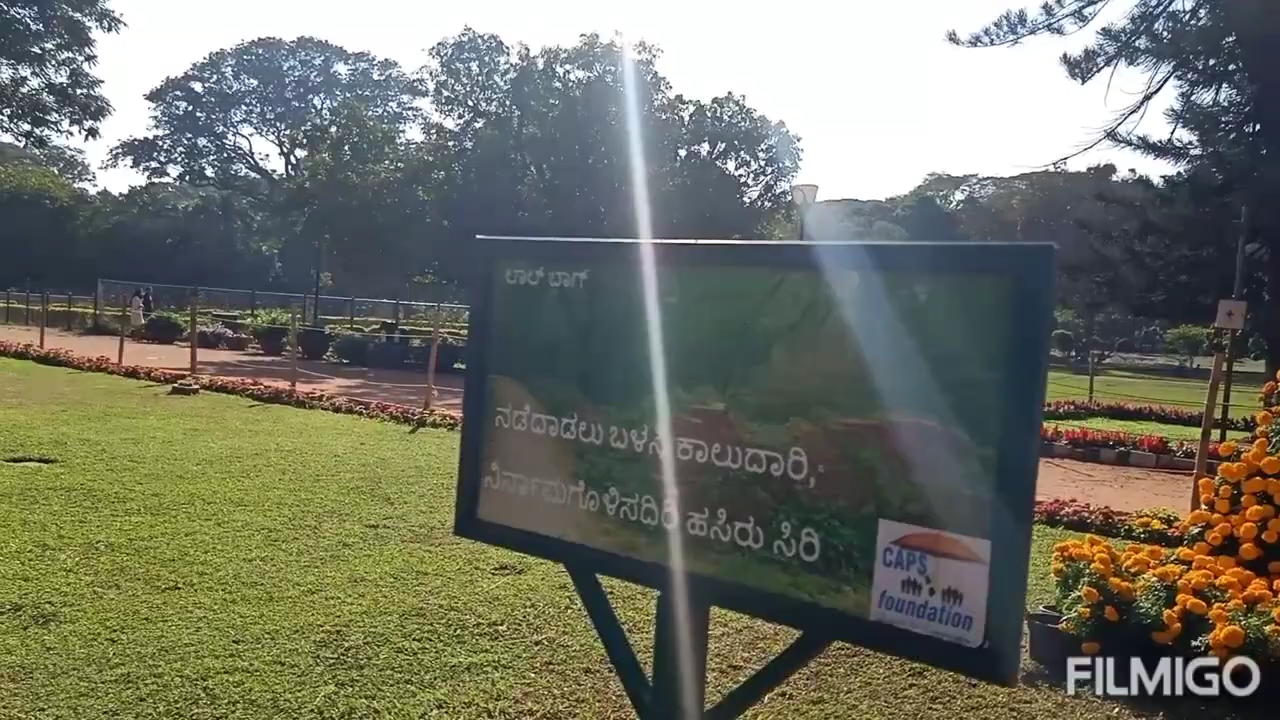 ಲಾಲ್ ಬಾಗ್
ನಡೆದಾಡಲು ಬಳಸಿ ಕಾಲುದಾರಿ,
ನಿರ್ನಾಮಗೊಳಿಸದಿರಿ ಹಸಿರು ಸಿರಿ
CAPS
foundation
FILMIGO